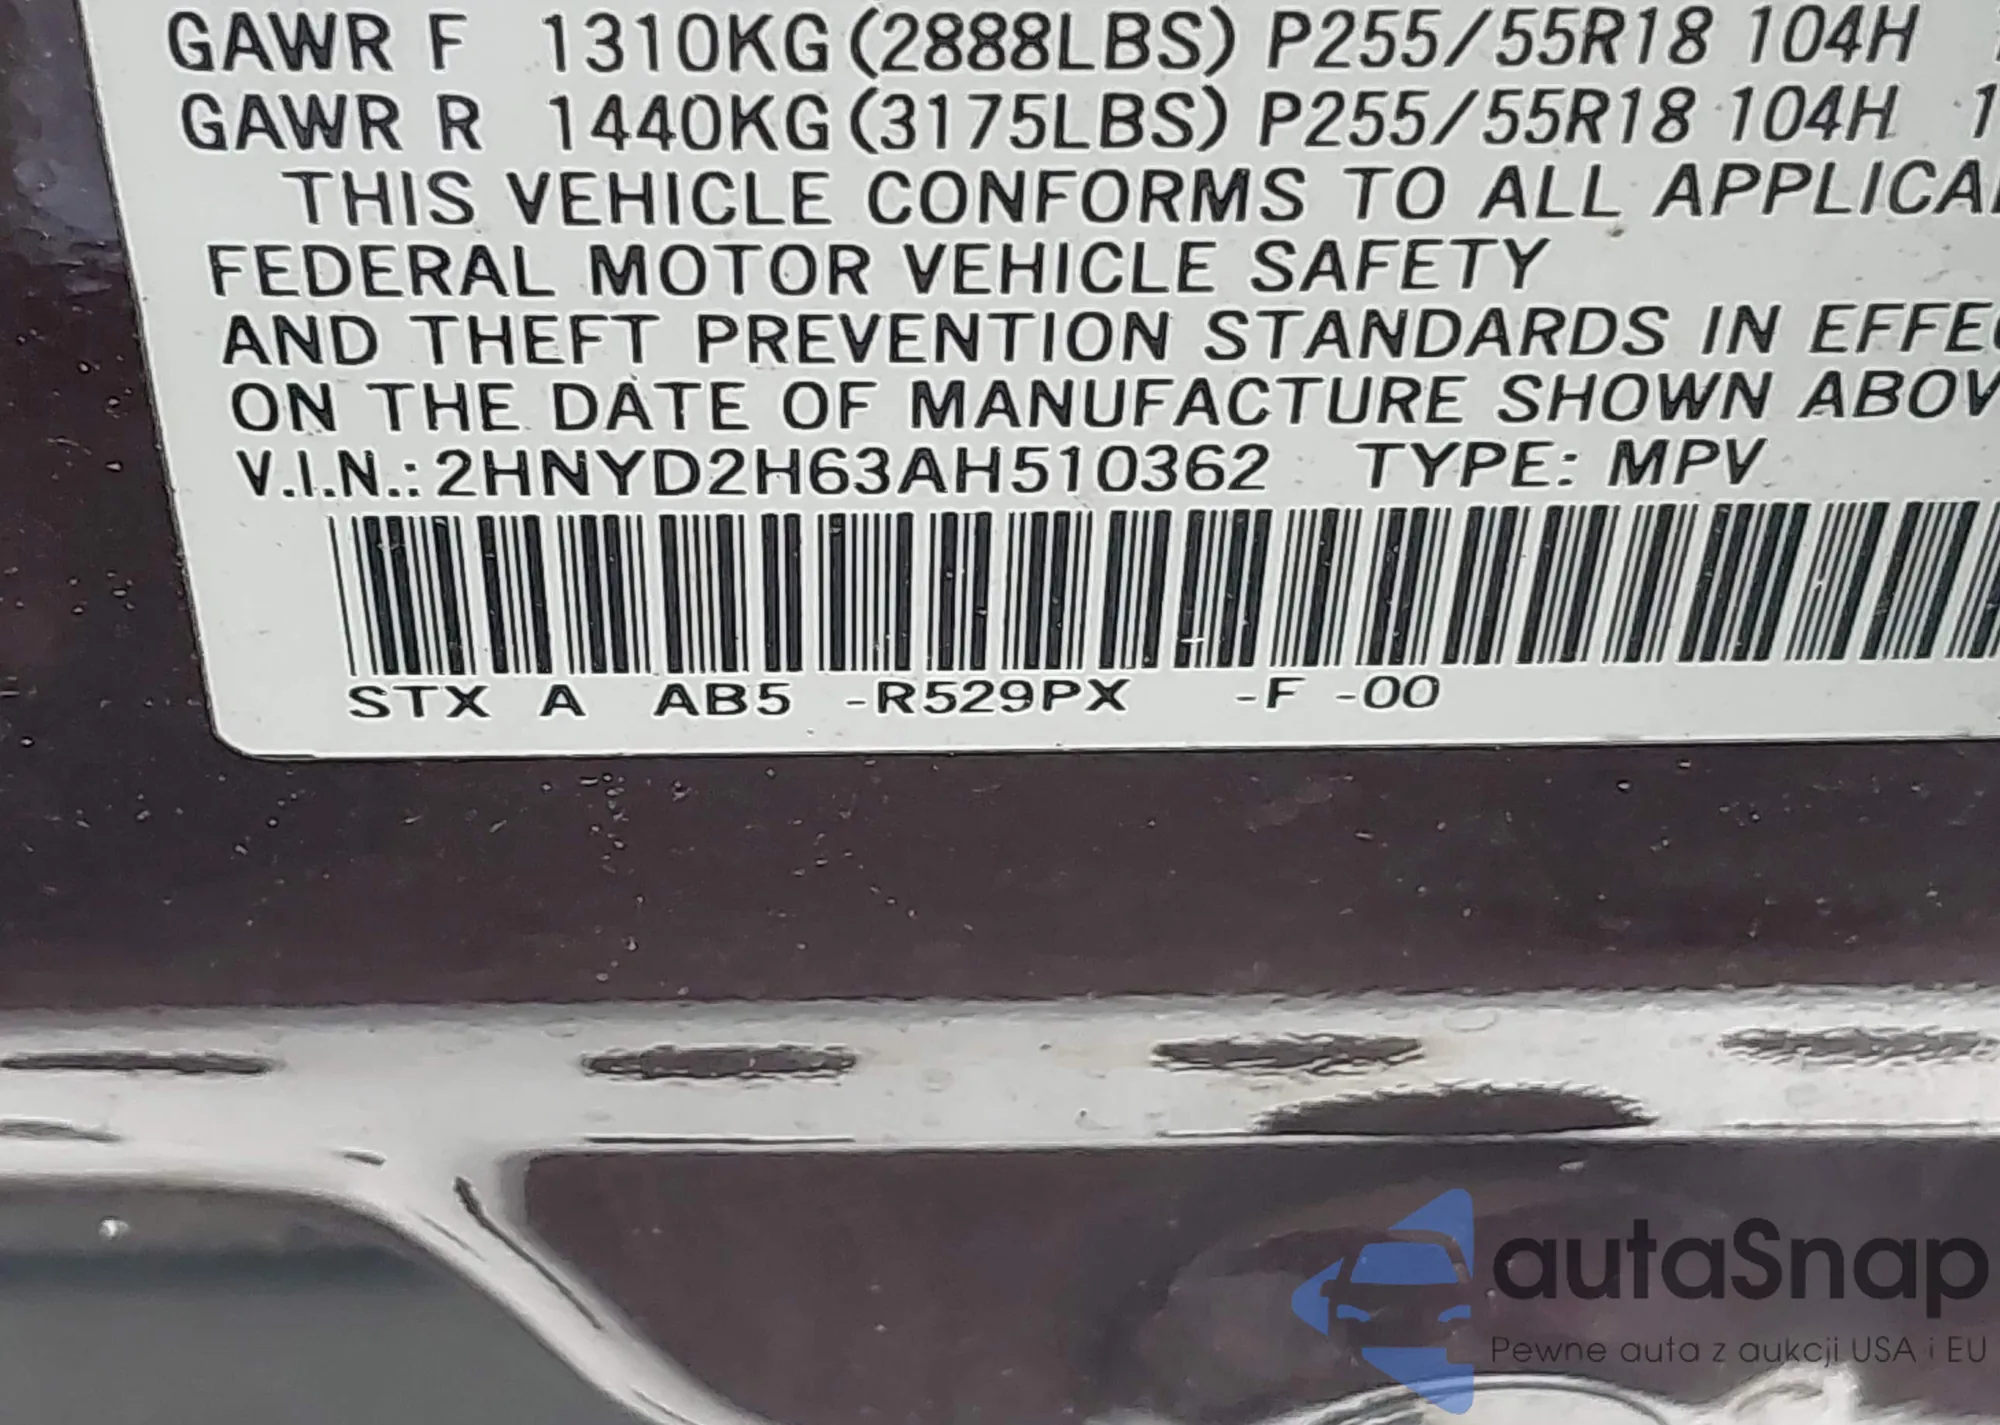 GAWR F 1310KG(2888LBS) P255/55R18 104H
GAWR R 1440KG(3175LBS) P255/55R18 104H 1
THIS VEHICLE CONFORMS TO ALL APPLICA
FEDERAL MOTOR VEHICLE SAFETY
AND THEFT PREVENTION STANDARDS IN EFFEC
ON THE DATE OF MANUFACTURE SHOWN ABOV
V.I.N.: 2HNYD2H63AH510362 TYPE: MPV
STX A AB5 -R529PX -F -00
autaSnap
Pewne auta z aukcji USA i EU